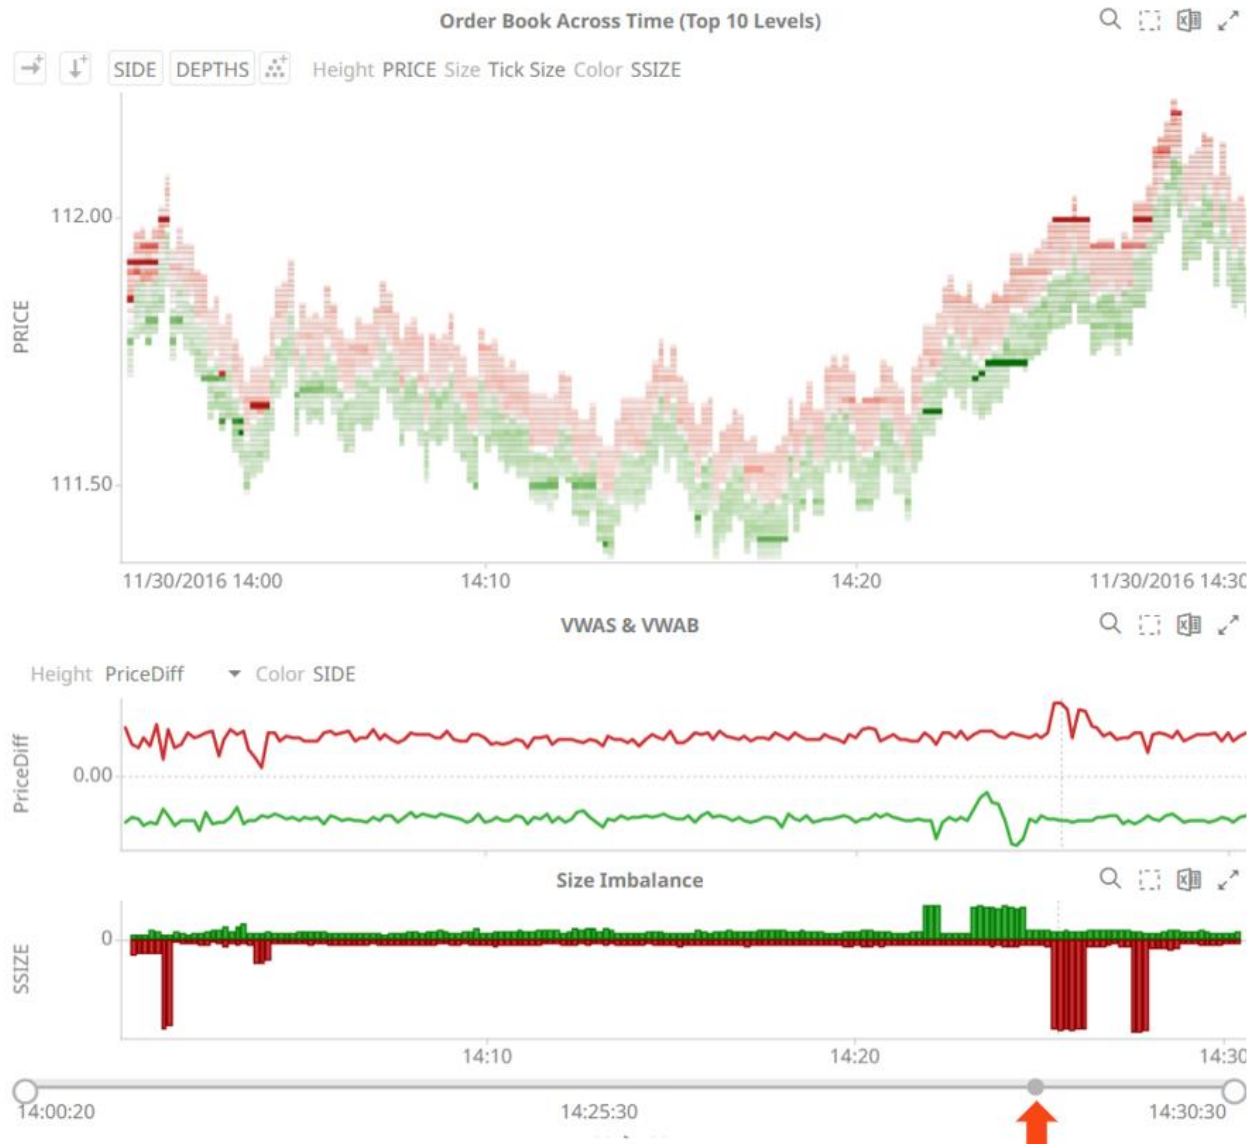 Order Book Across Time (Top 10 Levels)
SIDE DEPTHS Height PRICE Size Tick Size Color SSIZE
PRICE
112.00
111.50
11/30/2016 14:00 14:10 14:20 11/30/2016 14:30
VWAS & VWAB
Height PriceDiff Color SIDE
PriceDiff
0.00
Size Imbalance
SSIZE
0
14:10 14:20 14:30
14:00:20 14:25:30 14:30:30